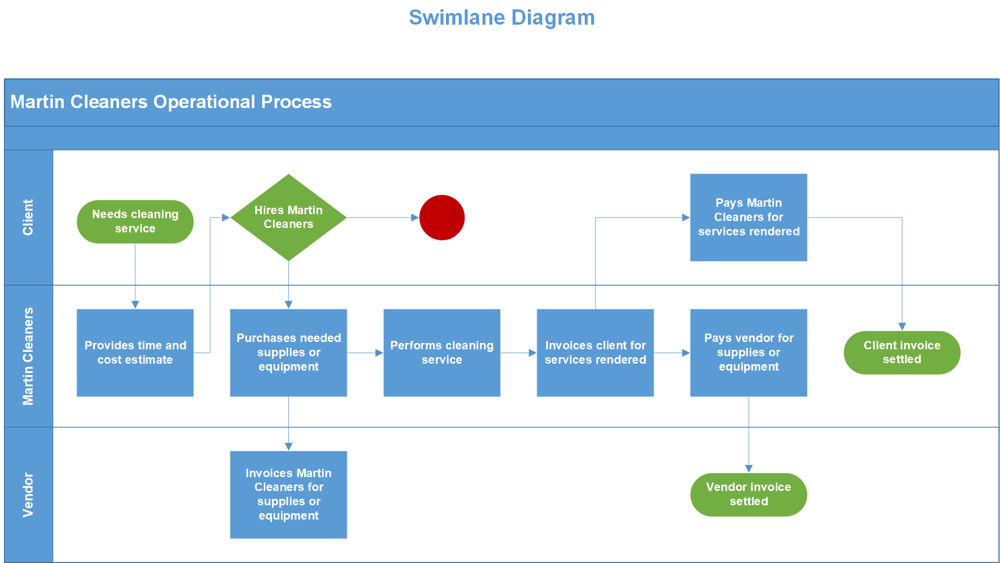 Swimlane Diagram
Martin Cleaners Operational Process
Client
Needs cleaning
service
Hires Martin
Cleaners
Pays Martin
Cleaners for
services rendered
Martin Cleaners
Provides time and
cost estimate
Purchases needed
supplies or
equipment
Performs cleaning
service
Invoices client for
services rendered
Pays vendor for
supplies or
equipment
Client invoice
settled
Vendor
Invoices Martin
Cleaners for
supplies or
equipment
Vendor invoice
settled